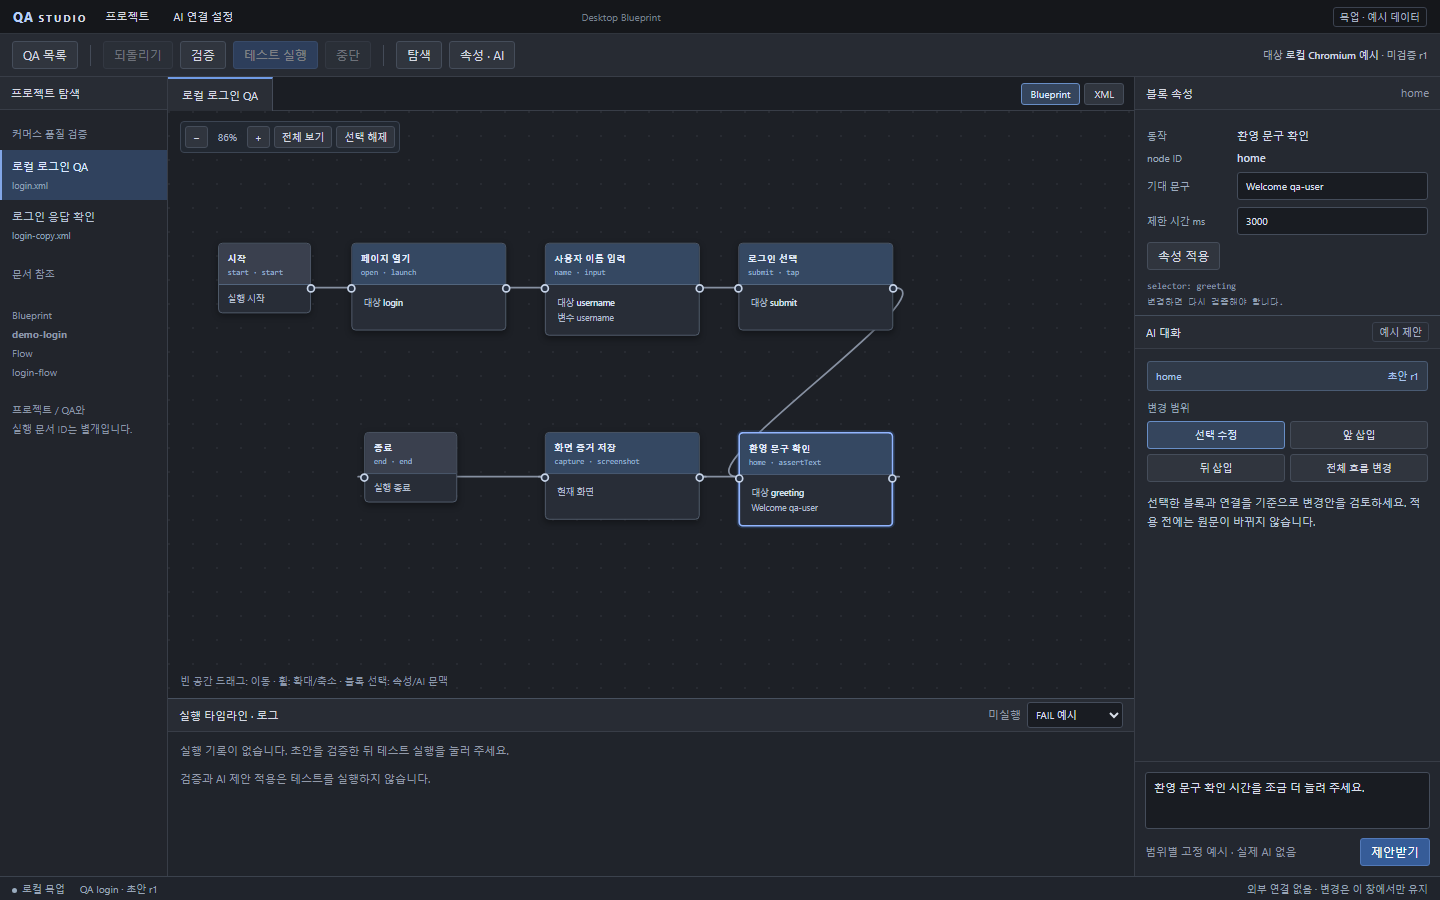 QA STUDIO 프로젝트 AI 연결 설정
Desktop Blueprint
목업 · 예시 데이터
QA 목록 되돌리기 검증 테스트 실행 중단 탐색 속성 · AI
대상 로컬 Chromium 예시 · 미검증 r1
프로젝트 탐색
커머스 품질 검증
로컬 로그인 QA
login.xml
로그인 응답 확인
login-copy.xml
문서 참조
Blueprint
demo-login
Flow
login-flow
프로젝트 / QA와
실행 문서 ID는 별개입니다.
로컬 로그인 QA
Blueprint XML
− 86% + 전체 보기 선택 해제
시작
start · start
실행 시작
페이지 열기
open · launch
대상 login
사용자 이름 입력
name · input
대상 username
변수 username
로그인 선택
submit · tap
대상 submit
종료
end · end
실행 종료
화면 증거 저장
capture · screenshot
현재 화면
환영 문구 확인
home · assertText
대상 greeting
Welcome qa-user
빈 공간 드래그: 이동 · 휠: 확대/축소 · 블록 선택: 속성/AI 문맥
실행 타임라인 · 로그
미실행 FAIL 예시
실행 기록이 없습니다. 초안을 검증한 뒤 테스트 실행을 눌러 주세요.
검증과 AI 제안 적용은 테스트를 실행하지 않습니다.
블록 속성 home
동작 환영 문구 확인
node ID home
기대 문구 Welcome qa-user
제한 시간 ms 3000
속성 적용
selector: greeting
변경하면 다시 검증해야 합니다.
AI 대화 예시 제안
home 초안 r1
변경 범위
선택 수정 앞 삽입
뒤 삽입 전체 흐름 변경
선택한 블록과 연결을 기준으로 변경안을 검토하세요. 적
용 전에는 원문이 바뀌지 않습니다.
환영 문구 확인 시간을 조금 더 늘려 주세요.
범위별 고정 예시 · 실제 AI 없음 제안받기
로컬 목업 QA login · 초안 r1
외부 연결 없음 · 변경은 이 창에서만 유지